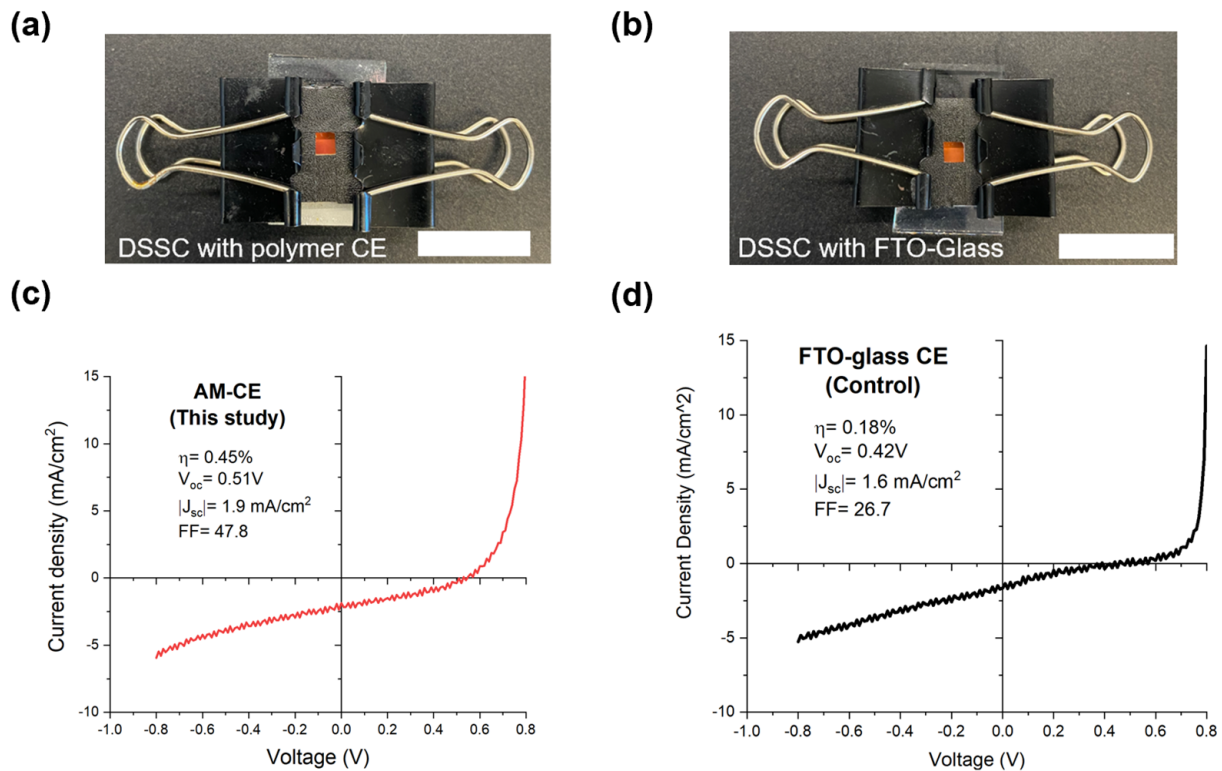 (a)
(b)
DSSC with polymer CE
DSSC with FTO-Glass
(c)
(d)
AM-CE
(This study)
η= 0.45%
Voc= 0.51V
|Jsc|= 1.9 mA/cm²
FF= 47.8
Current density (mA/cm²)
15
10
5
0
-5
-10
-1.0 -0.8 -0.6 -0.4 -0.2 0.0 0.2 0.4 0.6 0.8
Voltage (V)
FTO-glass CE
(Control)
η= 0.18%
Voc= 0.42V
|Jsc|= 1.6 mA/cm²
FF= 26.7
Current Density (mA/cm^2)
15
10
5
0
-5
-10
-1.0 -0.8 -0.6 -0.4 -0.2 0.0 0.2 0.4 0.6 0.8
Voltage (V)